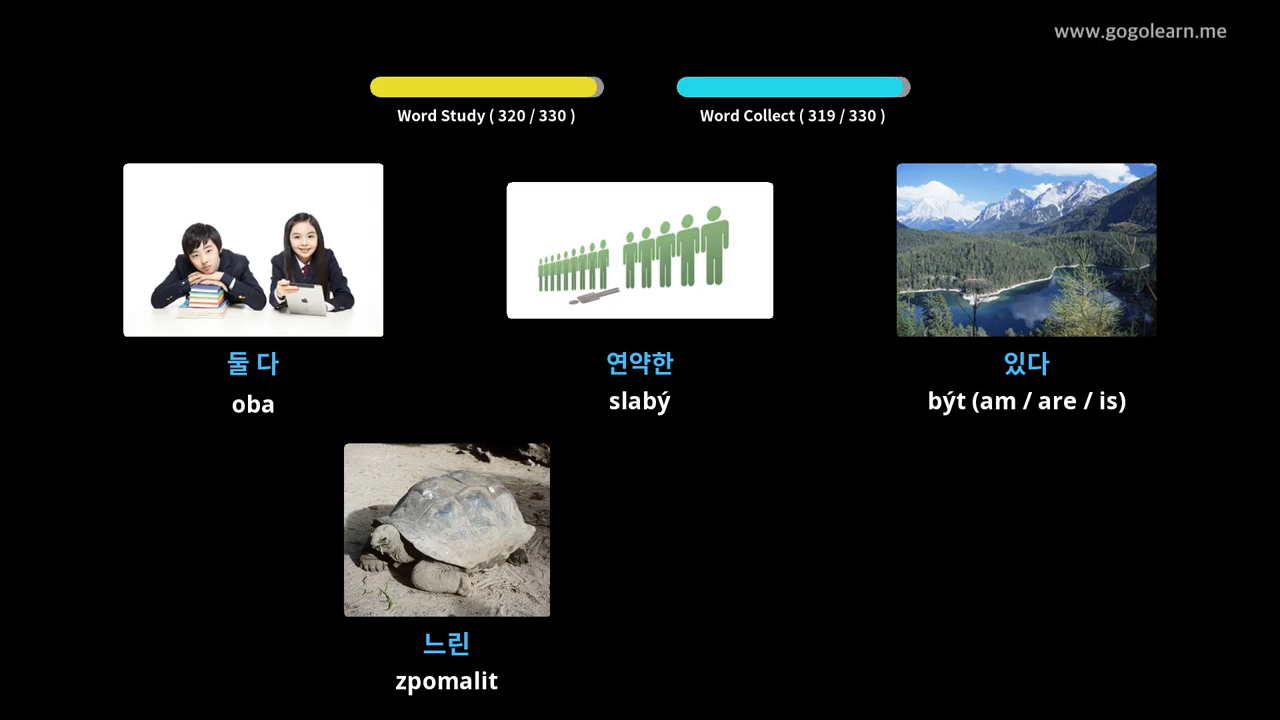 www.gogolearn.me
Word Study ( 320 / 330 )
Word Collect ( 319 / 330 )
둘 다
연약한
있다
oba
slabý
být (am / are / is)
느린
zpomalit